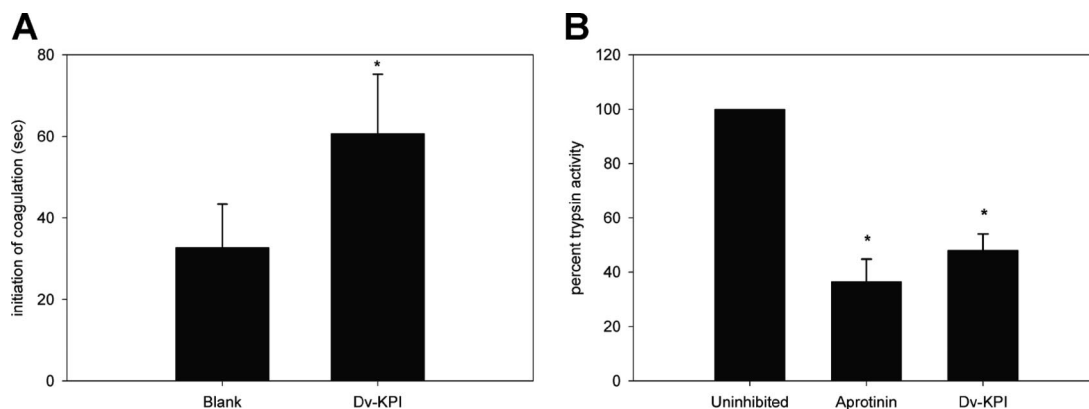 A
initiation of coagulation (sec)
80
60
40
20
0
*
Blank
Dv-KPI
B
percent trypsin activity
120
100
80
60
40
20
0
*
*
Uninhibited
Aprotinin
Dv-KPI